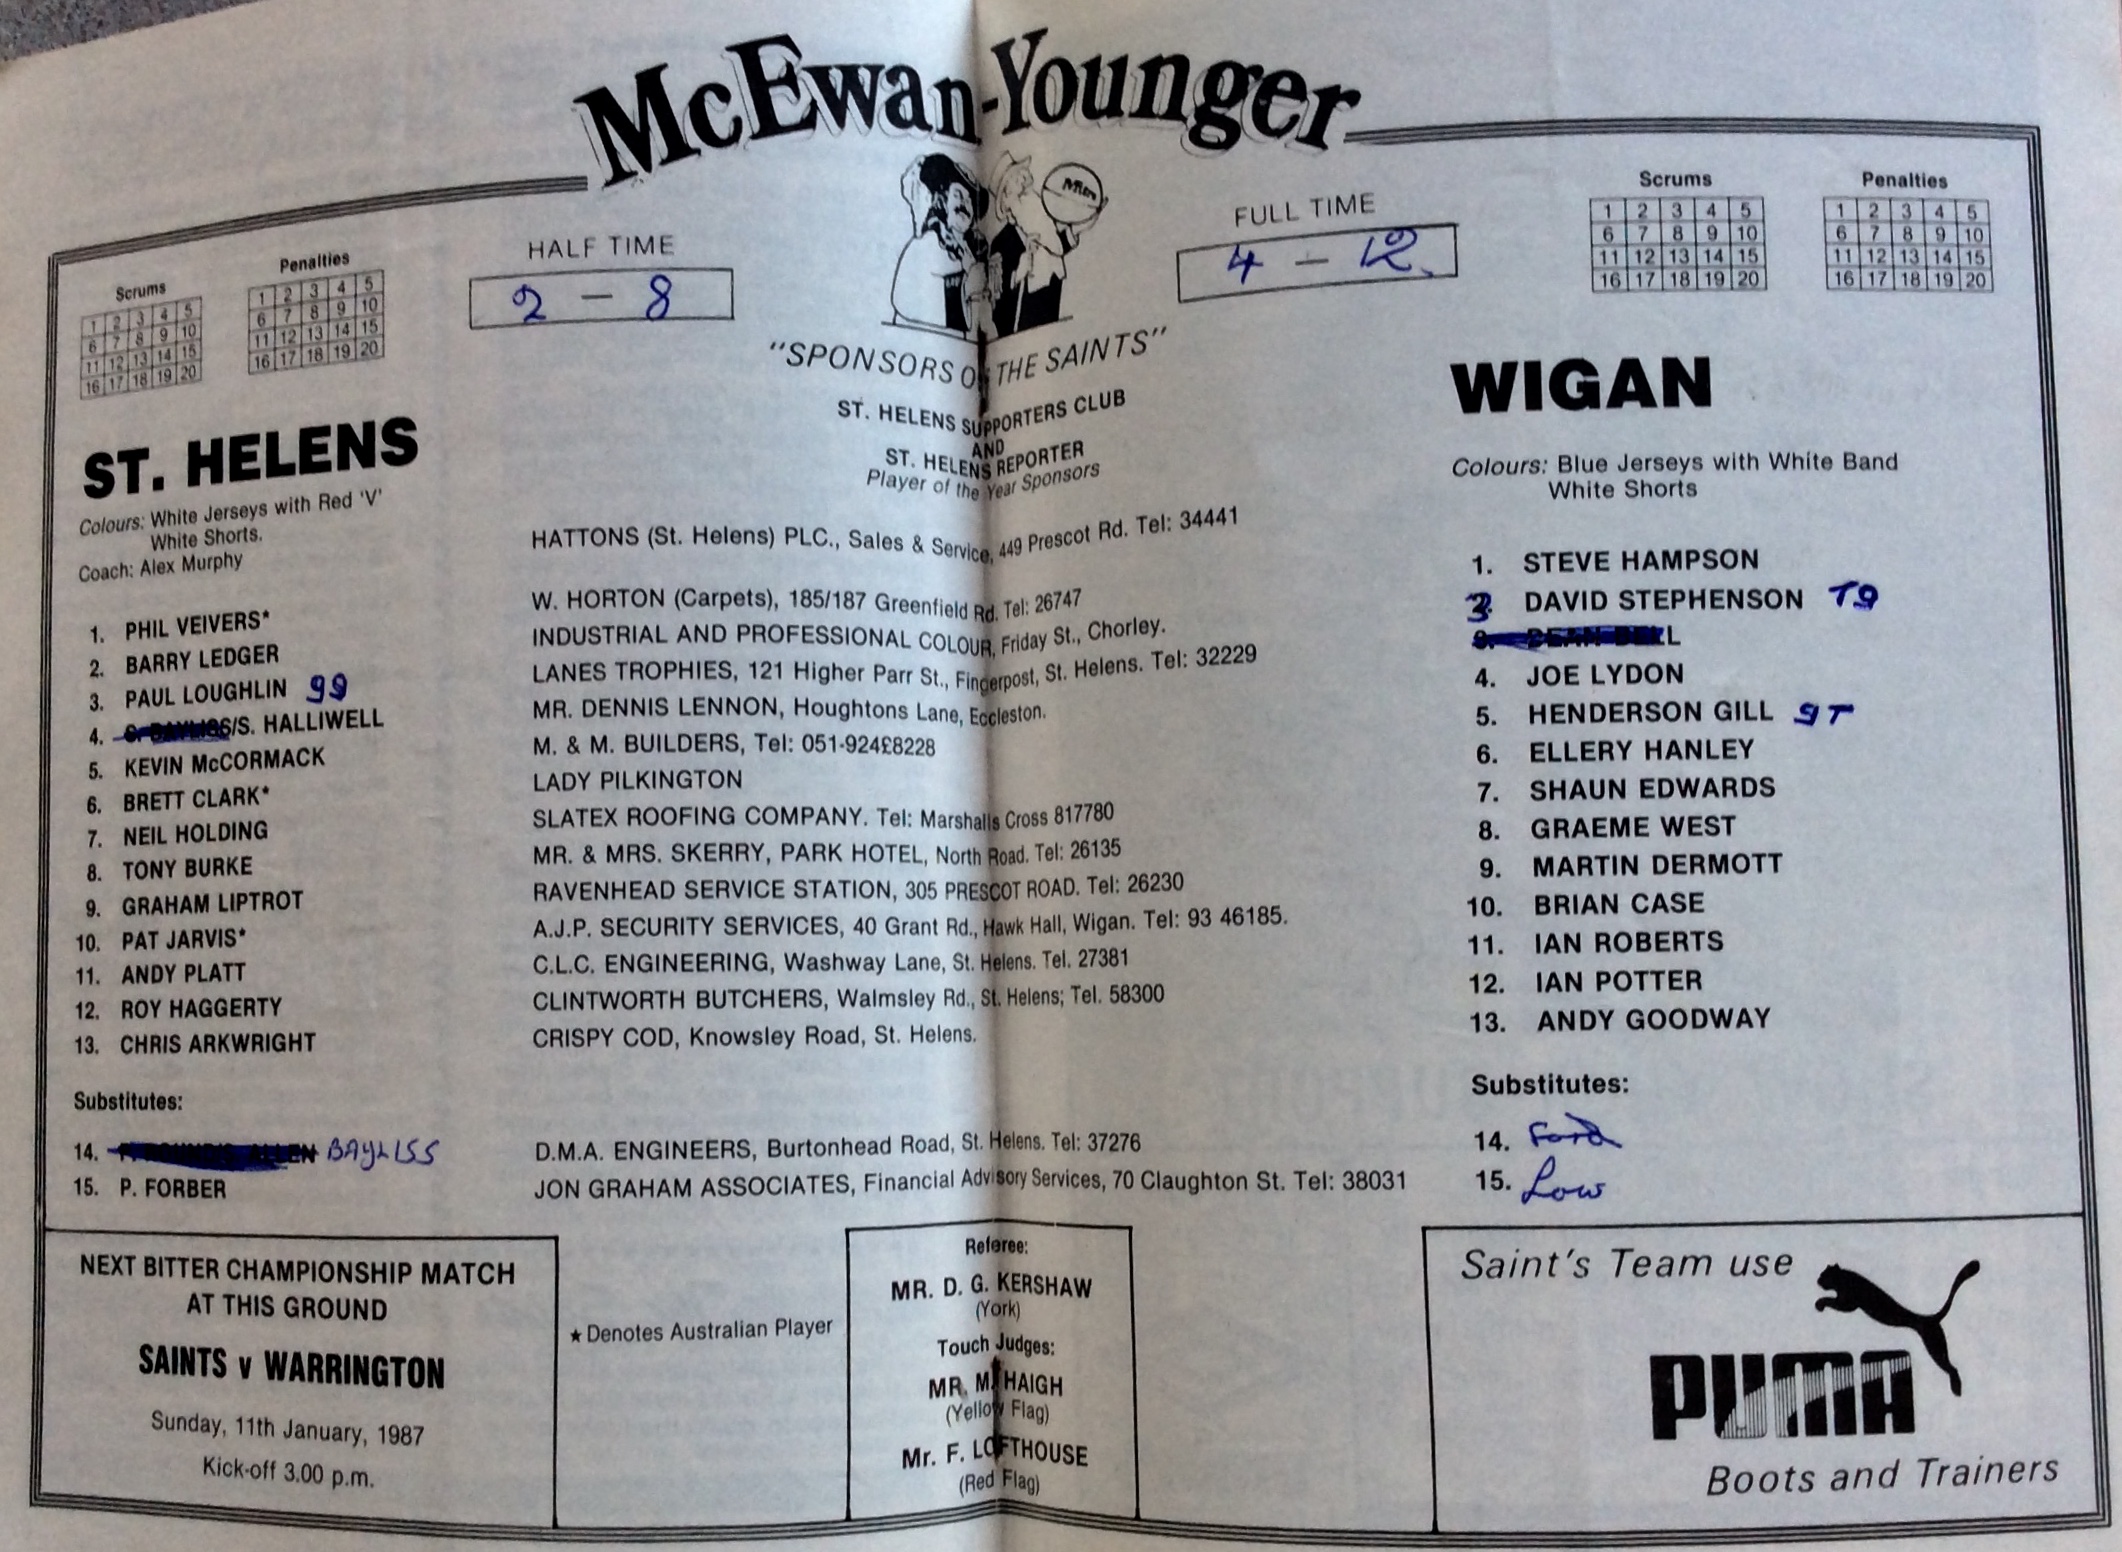 McEwan-Younger
Mitre
Scrums
1 2 3 4 5
6 7 8 9 10
11 12 13 14 15
16 17 18 19 20
Penalties
1 2 3 4 5
6 7 8 9 10
11 12 13 14 15
16 17 18 19 20
HALF TIME
2 — 8
FULL TIME
4 — 12
Scrums
1 2 3 4 5
6 7 8 9 10
11 12 13 14 15
16 17 18 19 20
Penalties
1 2 3 4 5
6 7 8 9 10
11 12 13 14 15
16 17 18 19 20
"SPONSORS OF THE SAINTS"
ST. HELENS SUPPORTERS CLUB
AND
ST. HELENS REPORTER
Player of the Year Sponsors
ST. HELENS
Colours: White Jerseys with Red 'V'
White Shorts.
Coach: Alex Murphy
1. PHIL VEIVERS*
2. BARRY LEDGER
3. PAUL LOUGHLIN gg
4. S. BAYLISS/S. HALLIWELL
5. KEVIN McCORMACK
6. BRETT CLARK*
7. NEIL HOLDING
8. TONY BURKE
9. GRAHAM LIPTROT
10. PAT JARVIS*
11. ANDY PLATT
12. ROY HAGGERTY
13. CHRIS ARKWRIGHT
Substitutes:
14. ALLEN BAYLISS
15. P. FORBER
HATTONS (St. Helens) PLC., Sales & Service, 449 Prescot Rd. Tel: 34441
W. HORTON (Carpets), 185/187 Greenfield Rd. Tel: 26747
INDUSTRIAL AND PROFESSIONAL COLOUR, Friday St., Chorley.
LANES TROPHIES, 121 Higher Parr St., Fingerpost, St. Helens. Tel: 32229
MR. DENNIS LENNON, Houghtons Lane, Eccleston.
M. & M. BUILDERS, Tel: 051-924£8228
LADY PILKINGTON
SLATEX ROOFING COMPANY. Tel: Marshalls Cross 817780
MR. & MRS. SKERRY, PARK HOTEL, North Road. Tel: 26135
RAVENHEAD SERVICE STATION, 305 PRESCOT ROAD. Tel: 26230
A.J.P. SECURITY SERVICES, 40 Grant Rd., Hawk Hall, Wigan. Tel: 93 46185.
C.L.C. ENGINEERING, Washway Lane, St. Helens. Tel. 27381
CLINTWORTH BUTCHERS, Walmsley Rd., St. Helens; Tel. 58300
CRISPY COD, Knowsley Road, St. Helens.
D.M.A. ENGINEERS, Burtonhead Road, St. Helens. Tel: 37276
JON GRAHAM ASSOCIATES, Financial Advisory Services, 70 Claughton St. Tel: 38031
WIGAN
Colours: Blue Jerseys with White Band
White Shorts
1. STEVE HAMPSON
3 DAVID STEPHENSON Tg
3. DEAN BELL
4. JOE LYDON
5. HENDERSON GILL gT
6. ELLERY HANLEY
7. SHAUN EDWARDS
8. GRAEME WEST
9. MARTIN DERMOTT
10. BRIAN CASE
11. IAN ROBERTS
12. IAN POTTER
13. ANDY GOODWAY
Substitutes:
14. Ford
15. Low
NEXT BITTER CHAMPIONSHIP MATCH
AT THIS GROUND
SAINTS v WARRINGTON
Sunday, 11th January, 1987
Kick-off 3.00 p.m.
★ Denotes Australian Player
Referee:
MR. D. G. KERSHAW
(York)
Touch Judges:
MR. M. HAIGH
(Yellow Flag)
Mr. F. LOFTHOUSE
(Red Flag)
Saint's Team use
PUMA
Boots and Trainers